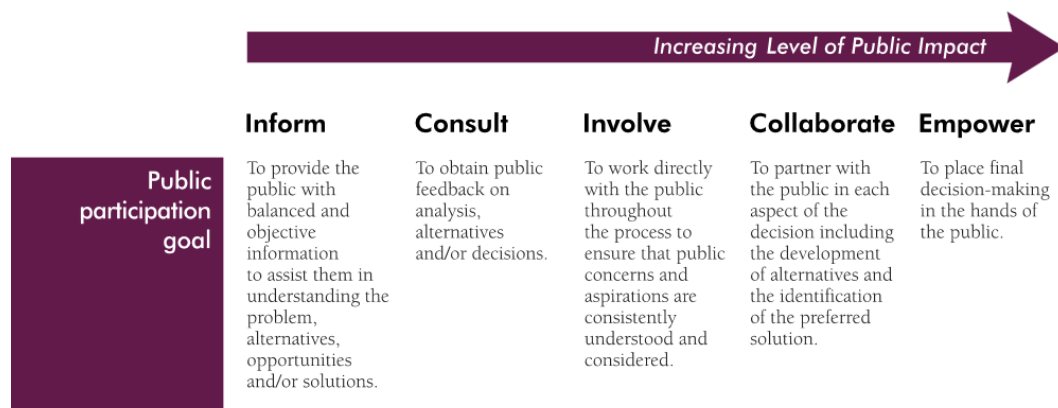 Increasing Level of Public Impact
Inform
Consult
Involve
Collaborate
Empower
Public
participation
goal
To provide the
public with
balanced and
objective
information
to assist them in
understanding the
problem,
alternatives,
opportunities
and/or solutions.
To obtain public
feedback on
analysis,
alternatives
and/or decisions.
To work directly
with the public
throughout
the process to
ensure that public
concerns and
aspirations are
consistently
understood and
considered.
To partner with
the public in each
aspect of the
decision including
the development
of alternatives and
the identification
of the preferred
solution.
To place final
decision-making
in the hands of
the public.